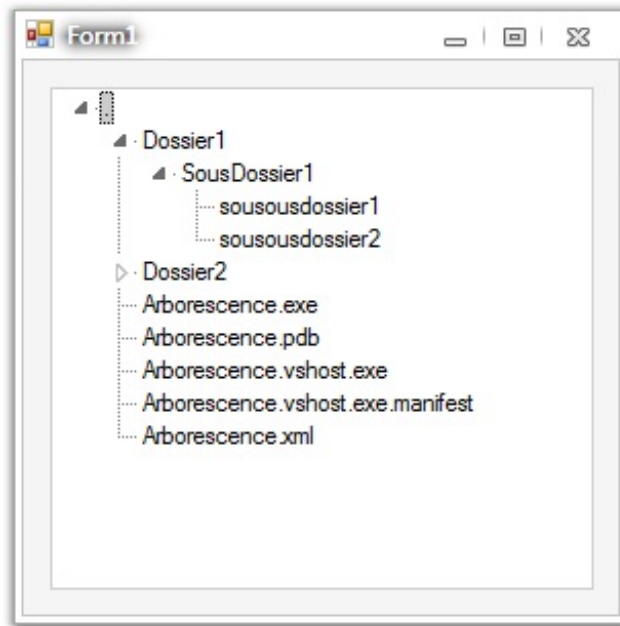 Form1
.
Dossier1
SousDossier1
sousousdossier1
sousousdossier2
Dossier2
Arborescence.exe
Arborescence.pdb
Arborescence.vshost.exe
Arborescence.vshost.exe.manifest
Arborescence.xml